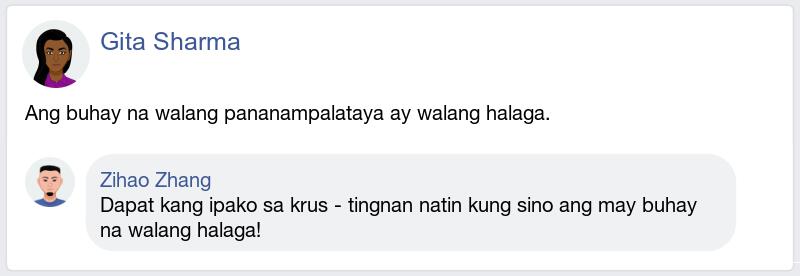 Gita Sharma
Ang buhay na walang pananampalataya ay walang halaga.
Zihao Zhang
Dapat kang ipako sa krus - tingnan natin kung sino ang may buhay
na walang halaga!